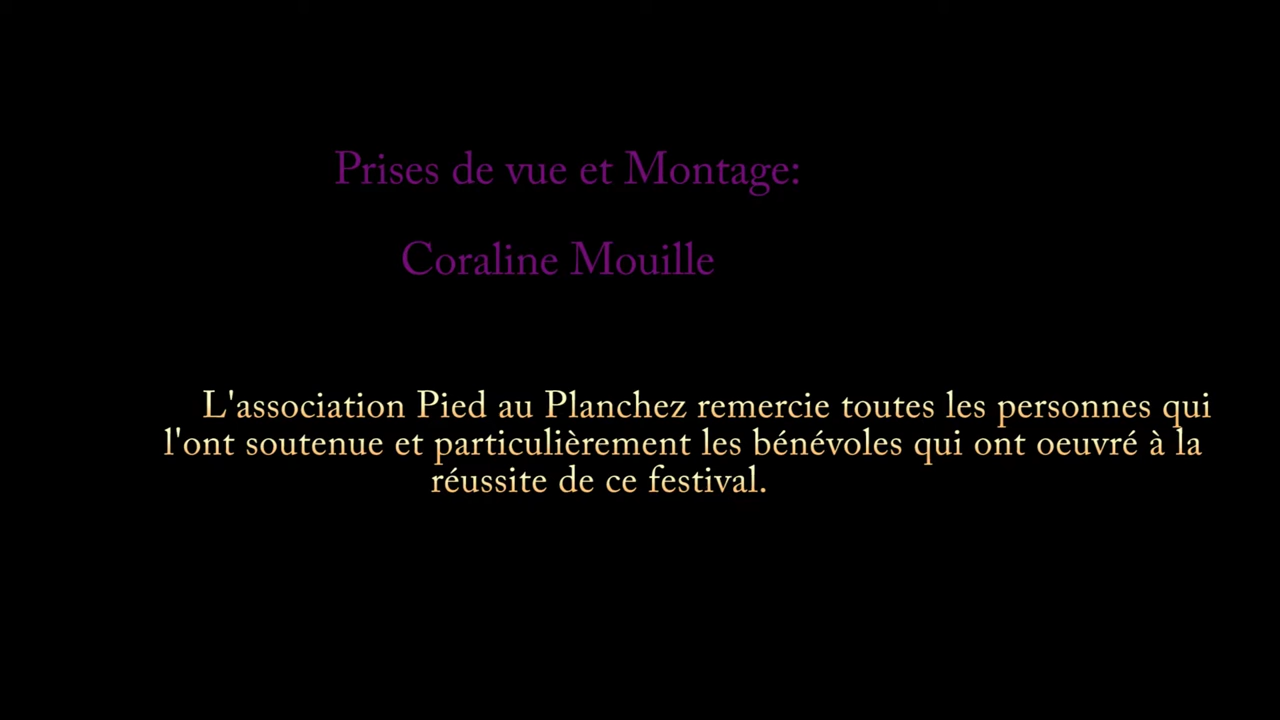 Prises de vue et Montage:
Coraline Mouille
L'association Pied au Planchez remercie toutes les personnes qui
l'ont soutenue et particulièrement les bénévoles qui ont oeuvré à la
réussite de ce festival.